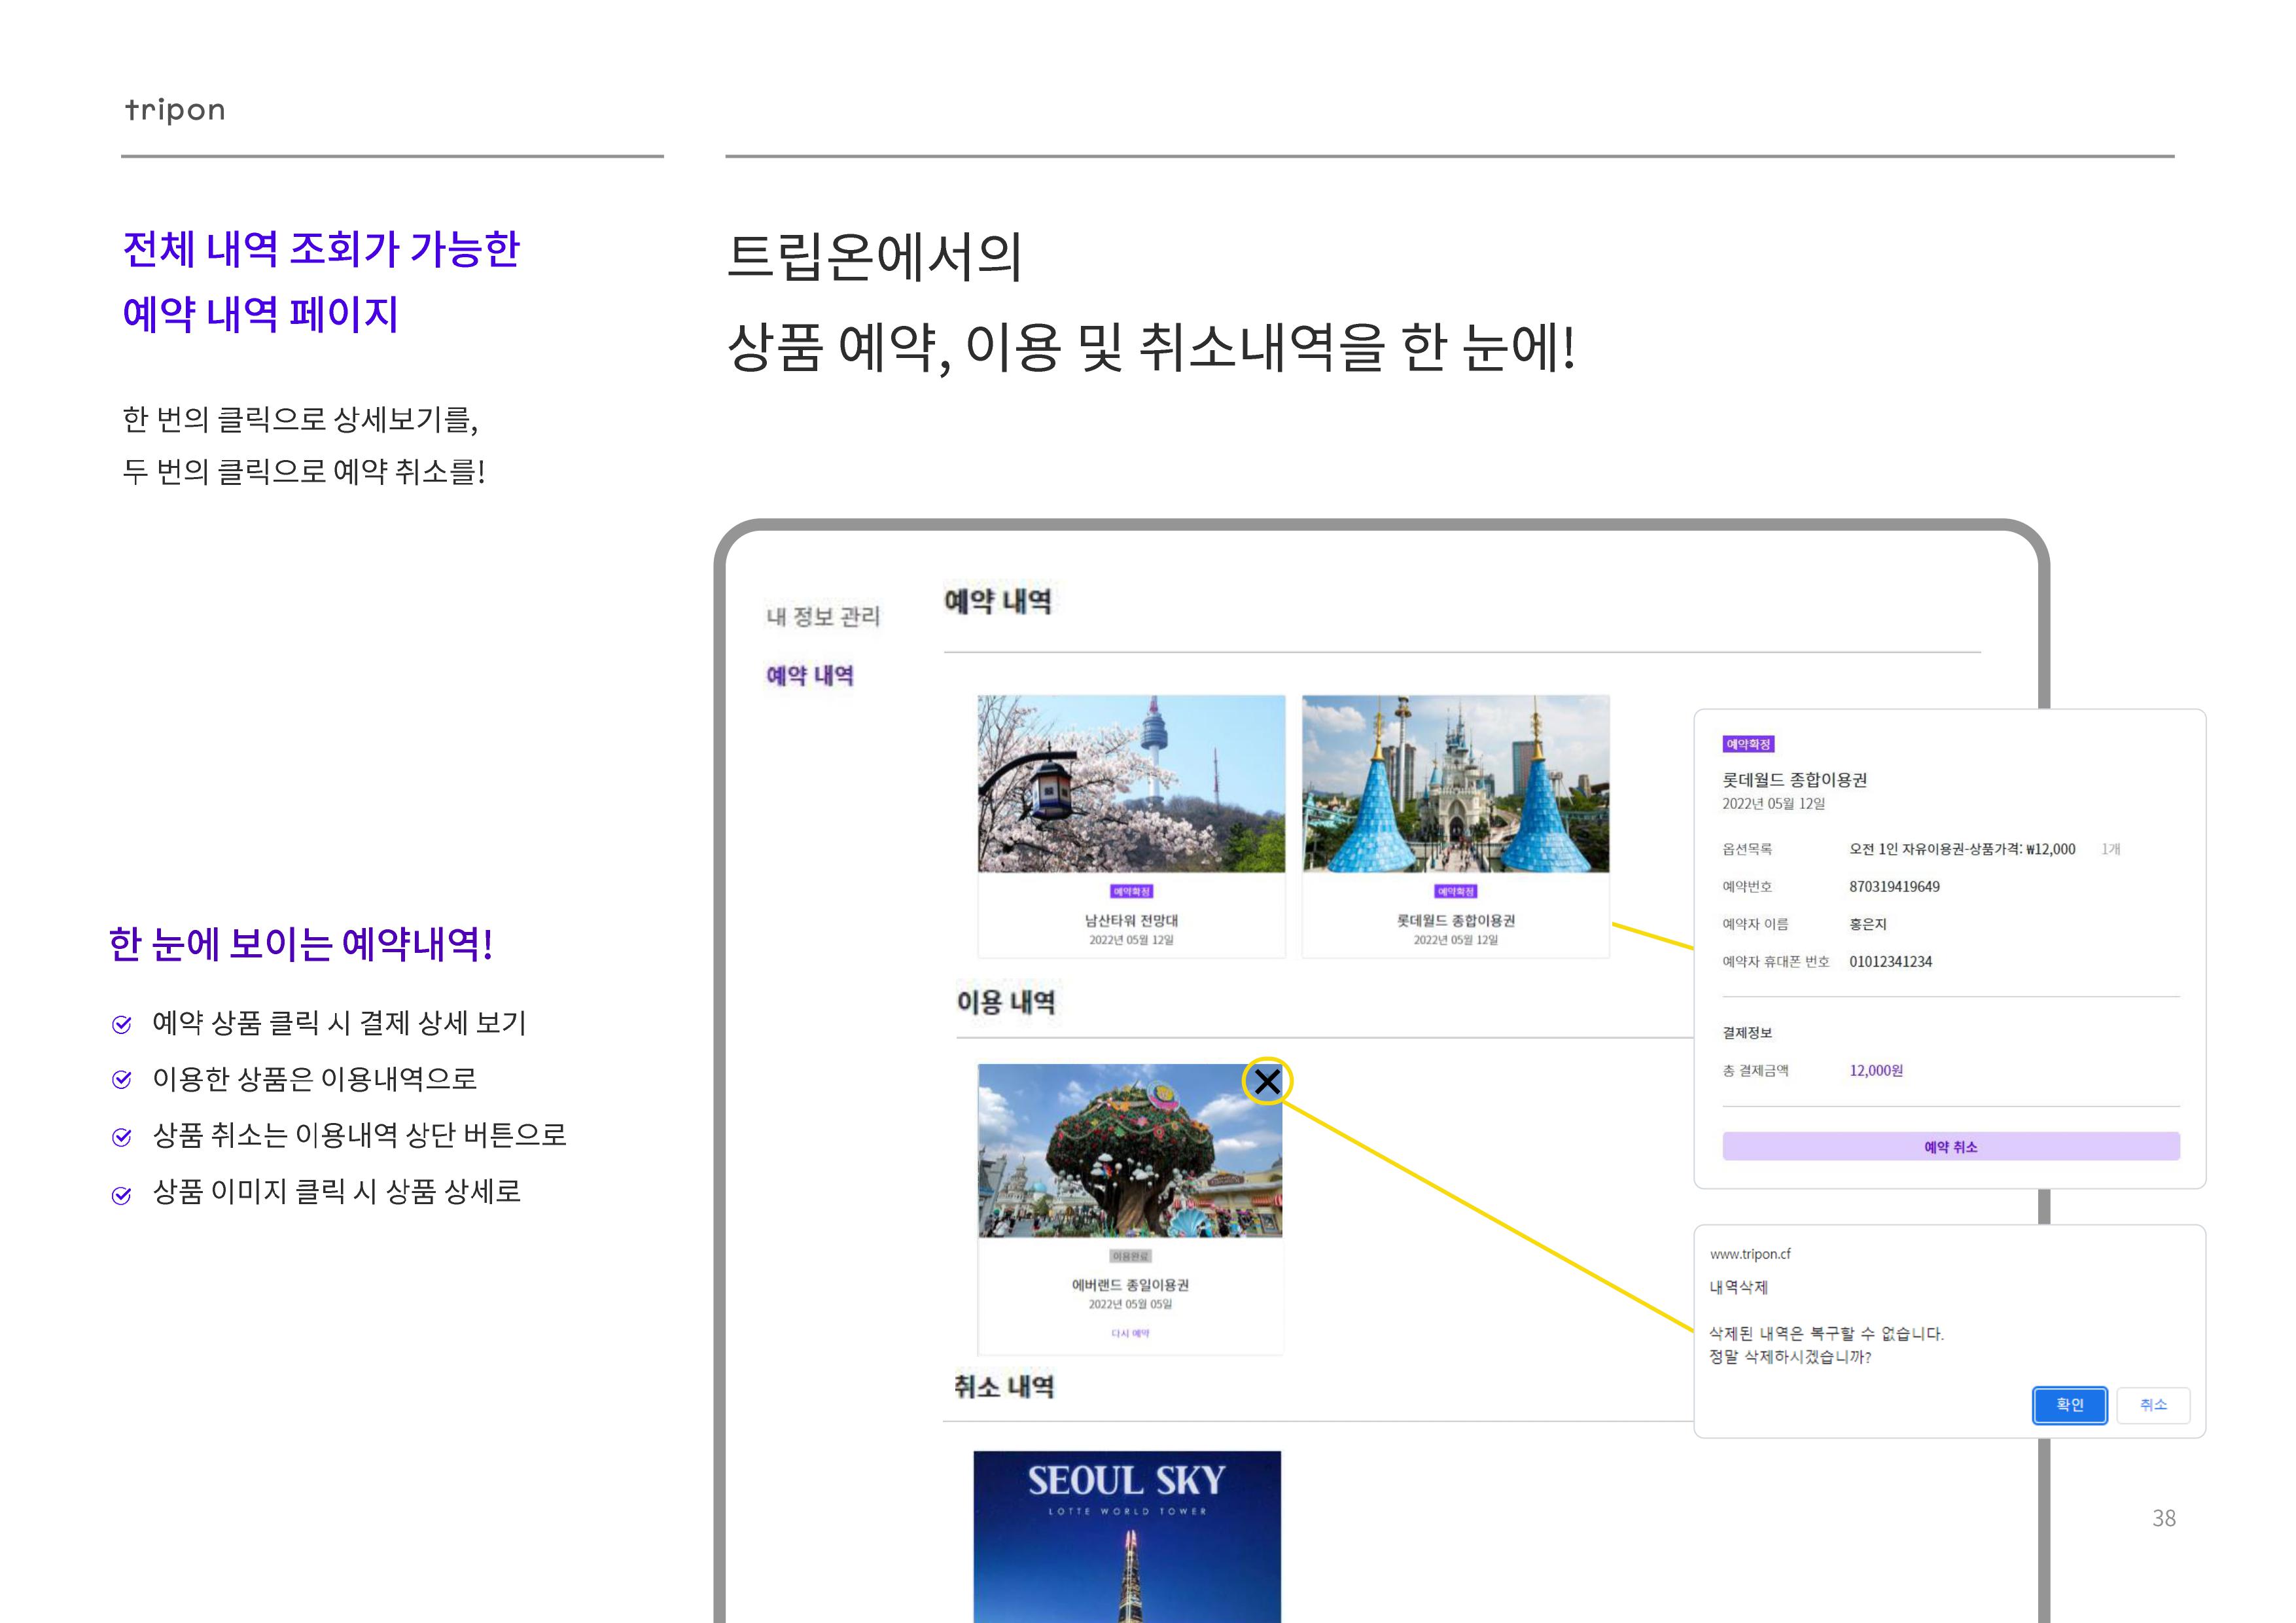 tripon
전체 내역 조회가 가능한
예약 내역 페이지
한 번의 클릭으로 상세보기를,
두 번의 클릭으로 예약 취소를!
한 눈에 보이는 예약내역!
예약 상품 클릭 시 결제 상세 보기
이용한 상품은 이용내역으로
상품 취소는 이용내역 상단 버튼으로
상품 이미지 클릭 시 상품 상세로
트립온에서의
상품 예약, 이용 및 취소내역을 한 눈에!
내 정보 관리
예약 내역
예약 내역
예약확정
남산타워 전망대
2022년 05월 12일
예약확정
롯데월드 종합이용권
2022년 05월 12일
이용 내역
이용완료
에버랜드 종일이용권
2022년 05월 05일
다시 예약
취소 내역
SEOUL SKY
LOTTE WORLD TOWER
예약확정
롯데월드 종합이용권
2022년 05월 12일
옵션목록 오전 1인 자유이용권-상품가격: ₩12,000 1개
예약번호 870319419649
예약자 이름 홍은지
예약자 휴대폰 번호 01012341234
결제정보
총 결제금액 12,000원
예약 취소
www.tripon.cf
내역삭제
삭제된 내역은 복구할 수 없습니다.
정말 삭제하시겠습니까?
확인 취소
38